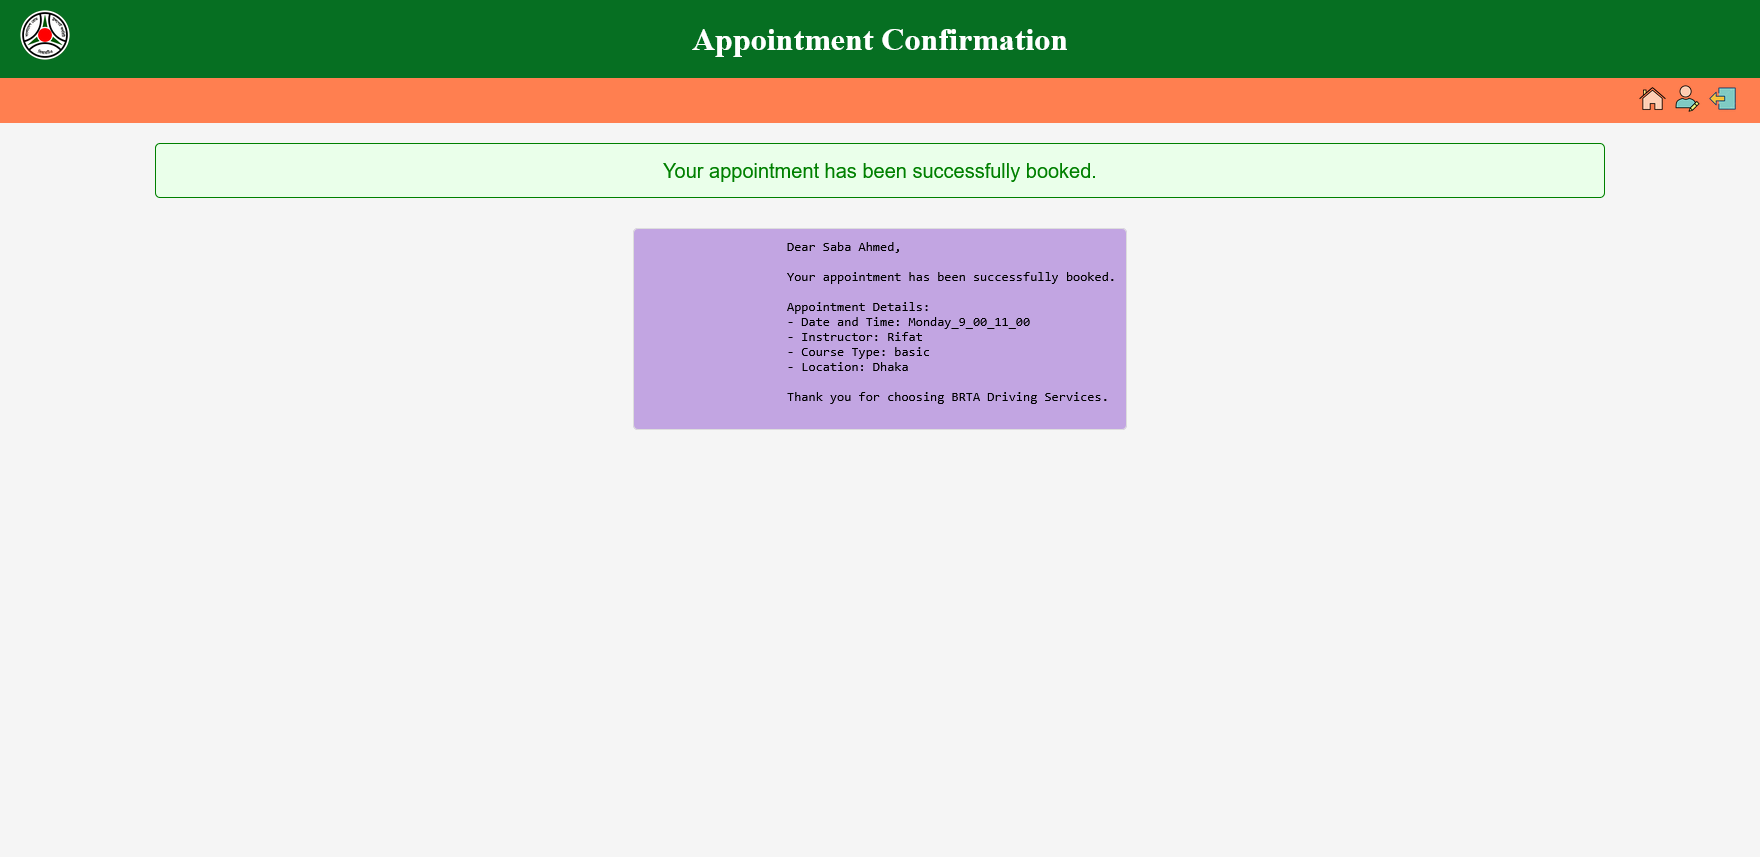 Appointment Confirmation
Your appointment has been successfully booked.
Dear Saba Ahmed,
Your appointment has been successfully booked.
Appointment Details:
- Date and Time: Monday_9_00_11_00
- Instructor: Rifat
- Course Type: basic
- Location: Dhaka
Thank you for choosing BRTA Driving Services.